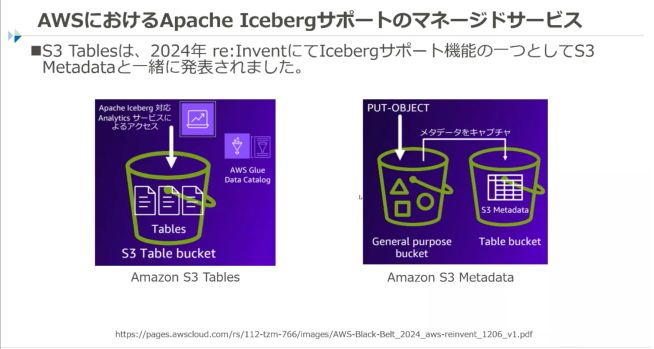 AWSにおけるApache Icebergサポートのマネージドサービス
■S3 Tablesは、2024年 re:InventにてIcebergサポート機能の一つとしてS3
Metadataと一緒に発表されました。
Apache Iceberg 対応
Analytics サービスに
よるアクセス
AWS Glue
Data Catalog
Tables
S3 Table bucket
Amazon S3 Tables
PUT-OBJECT
メタデータをキャプチャ
S3 Metadata
General purpose
bucket
Table bucket
Amazon S3 Metadata
https://pages.awscloud.com/rs/112-tzm-766/images/AWS-Black-Belt_2024_aws-reinvent_1206_v1.pdf